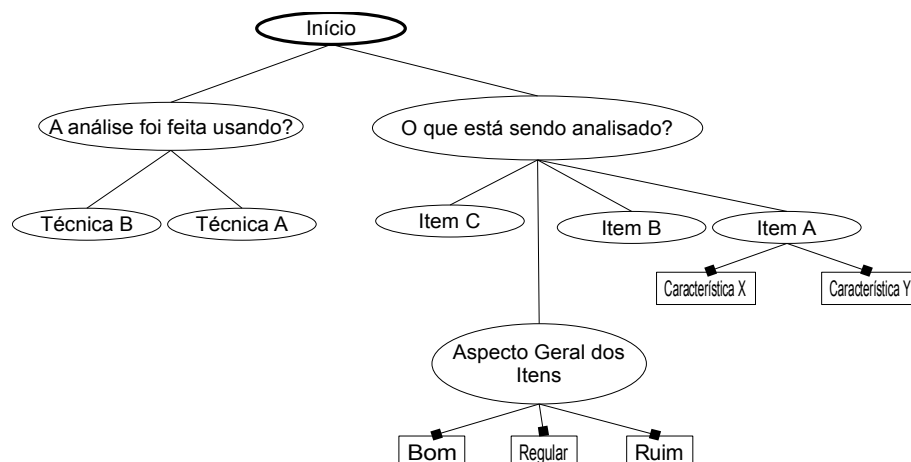 Início
A análise foi feita usando?
O que está sendo analisado?
Técnica B
Técnica A
Item C
Item B
Item A
Característica X
Característica Y
Aspecto Geral dos
Itens
Bom
Regular
Ruim